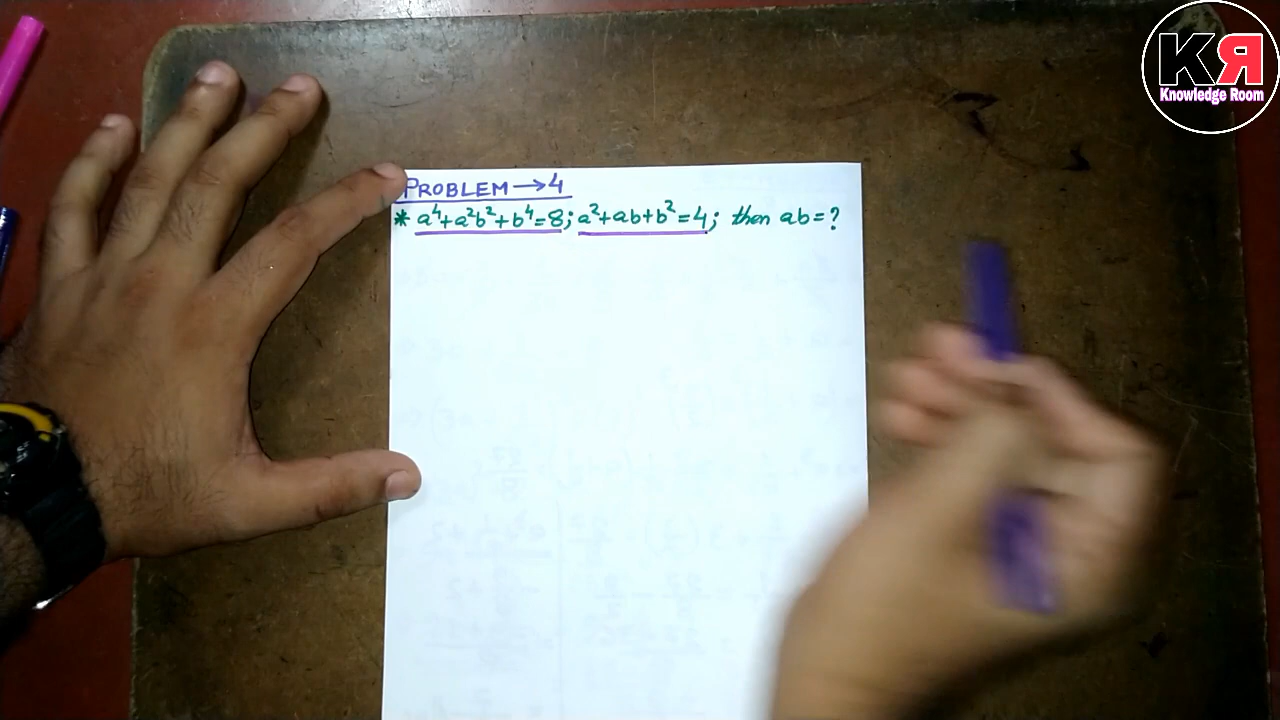 KR
Knowledge Room
PROBLEM → 4
* a⁴+a²b²+b⁴=8; a²+ab+b²=4; then ab=?